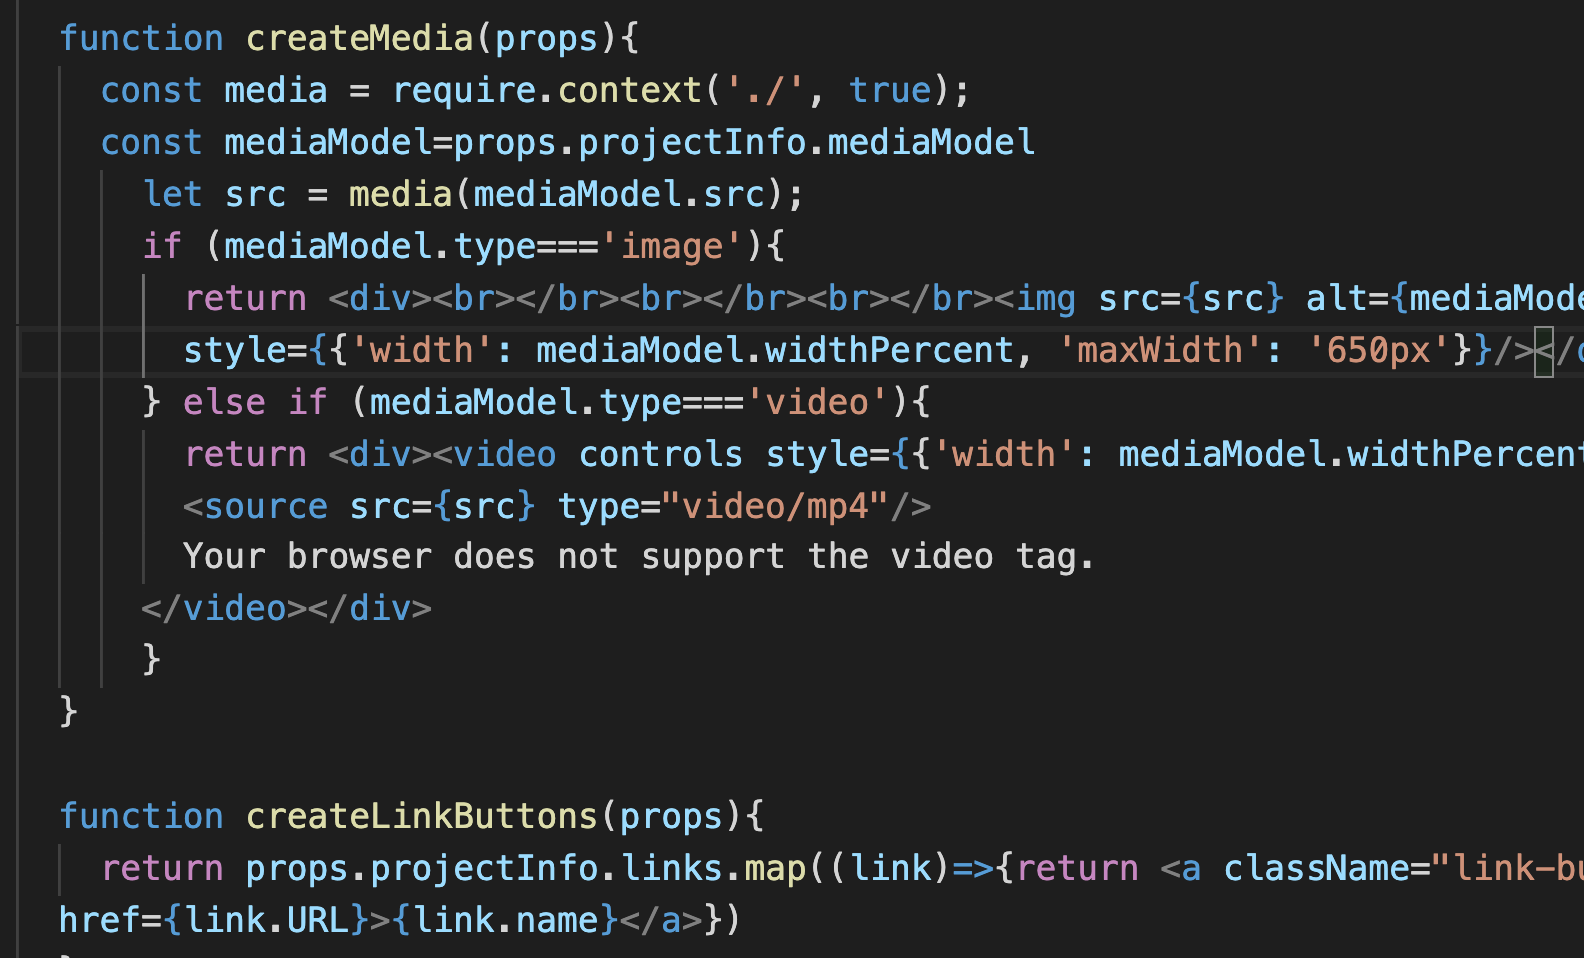 function createMedia(props){
const media = require.context('./', true);
const mediaModel=props.projectInfo.mediaModel
let src = media(mediaModel.src);
if (mediaModel.type==='image'){
return <div><br></br><br></br><br></br><img src={src} alt={mediaMode
style={{'width': mediaModel.widthPercent, 'maxWidth': '650px'}}/></
} else if (mediaModel.type==='video'){
return <div><video controls style={{'width': mediaModel.widthPercent
<source src={src} type="video/mp4"/>
Your browser does not support the video tag.
</video></div>
}
}
function createLinkButtons(props){
return props.projectInfo.links.map((link)=>{return <a className="link-bu
href={link.URL}>{link.name}</a>})